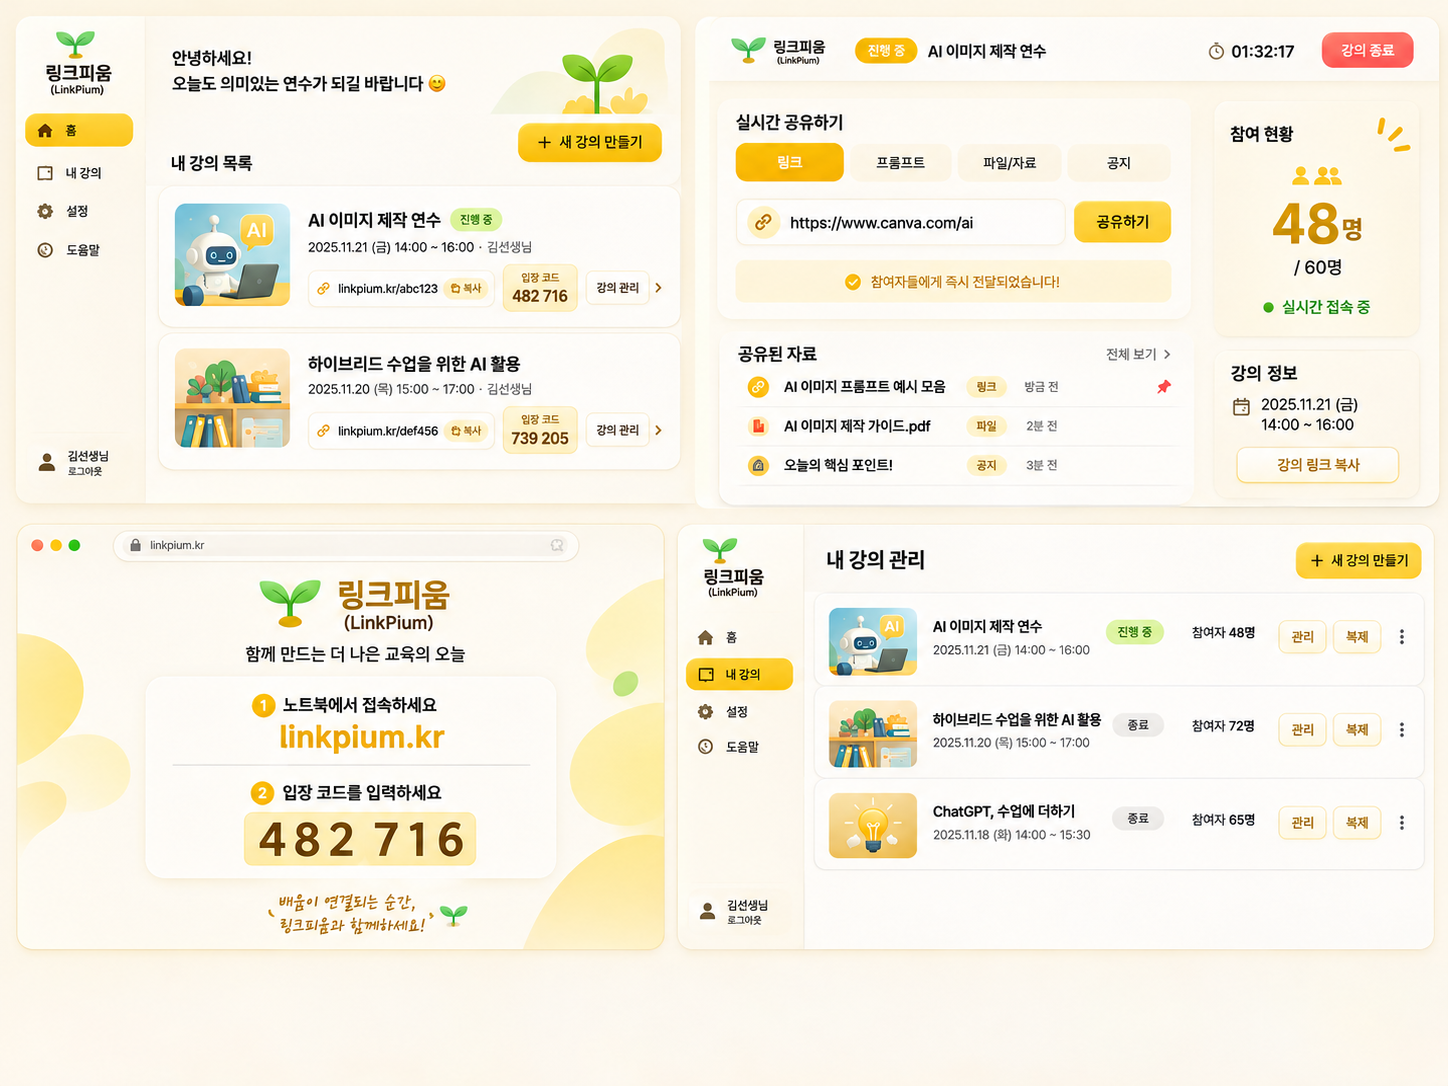 링크피움
(LinkPium)
홈
내 강의
설정
도움말
김선생님
로그아웃
안녕하세요!
오늘도 의미있는 연수가 되길 바랍니다 😊
+ 새 강의 만들기
내 강의 목록
AI
AI 이미지 제작 연수 진행 중
2025.11.21 (금) 14:00 ~ 16:00 · 김선생님
linkpium.kr/abc123 복사
입장 코드
482 716
강의 관리 >
하이브리드 수업을 위한 AI 활용
2025.11.20 (목) 15:00 ~ 17:00 · 김선생님
linkpium.kr/def456 복사
입장 코드
739 205
강의 관리 >
링크피움
(LinkPium)
진행 중 AI 이미지 제작 연수
01:32:17
강의 종료
실시간 공유하기
링크 프롬프트 파일/자료 공지
https://www.canva.com/ai
공유하기
참여자들에게 즉시 전달되었습니다!
공유된 자료
전체 보기 >
AI 이미지 프롬프트 예시 모음 링크 방금 전
AI 이미지 제작 가이드.pdf 파일 2분 전
오늘의 핵심 포인트! 공지 3분 전
참여 현황
48명
/ 60명
실시간 접속 중
강의 정보
2025.11.21 (금)
14:00 ~ 16:00
강의 링크 복사
linkpium.kr
링크피움
(LinkPium)
함께 만드는 더 나은 교육의 오늘
1 노트북에서 접속하세요
linkpium.kr
2 입장 코드를 입력하세요
482 716
배움이 연결되는 순간,
링크피움과 함께하세요!
링크피움
(LinkPium)
홈
내 강의
설정
도움말
김선생님
로그아웃
내 강의 관리
+ 새 강의 만들기
AI
AI 이미지 제작 연수 진행 중 참여자 48명 관리 복제
2025.11.21 (금) 14:00 ~ 16:00
하이브리드 수업을 위한 AI 활용 종료 참여자 72명 관리 복제
2025.11.20 (목) 15:00 ~ 17:00
ChatGPT, 수업에 더하기 종료 참여자 65명 관리 복제
2025.11.18 (화) 14:00 ~ 15:30